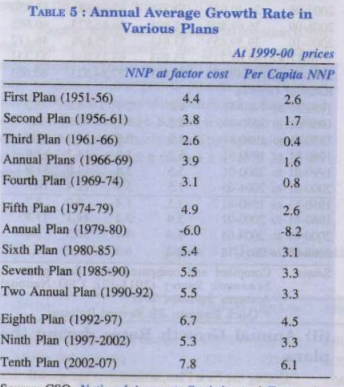 TABLE 5 : Annual Average Growth Rate in
Various Plans
At 1999-00 prices
NNP at factor cost Per Capita NNP
First Plan (1951-56) 4.4 2.6
Second Plan (1956-61) 3.8 1.7
Third Plan (1961-66) 2.6 0.4
Annual Plans (1966-69) 3.9 1.6
Fourth Plan (1969-74) 3.1 0.8
Fifth Plan (1974-79) 4.9 2.6
Annual Plan (1979-80) -6.0 -8.2
Sixth Plan (1980-85) 5.4 3.1
Seventh Plan (1985-90) 5.5 3.3
Two Annual Plan (1990-92) 5.5 3.3
Eighth Plan (1992-97) 6.7 4.5
Ninth Plan (1997-2002) 5.3 3.3
Tenth Plan (2002-07) 7.8 6.1